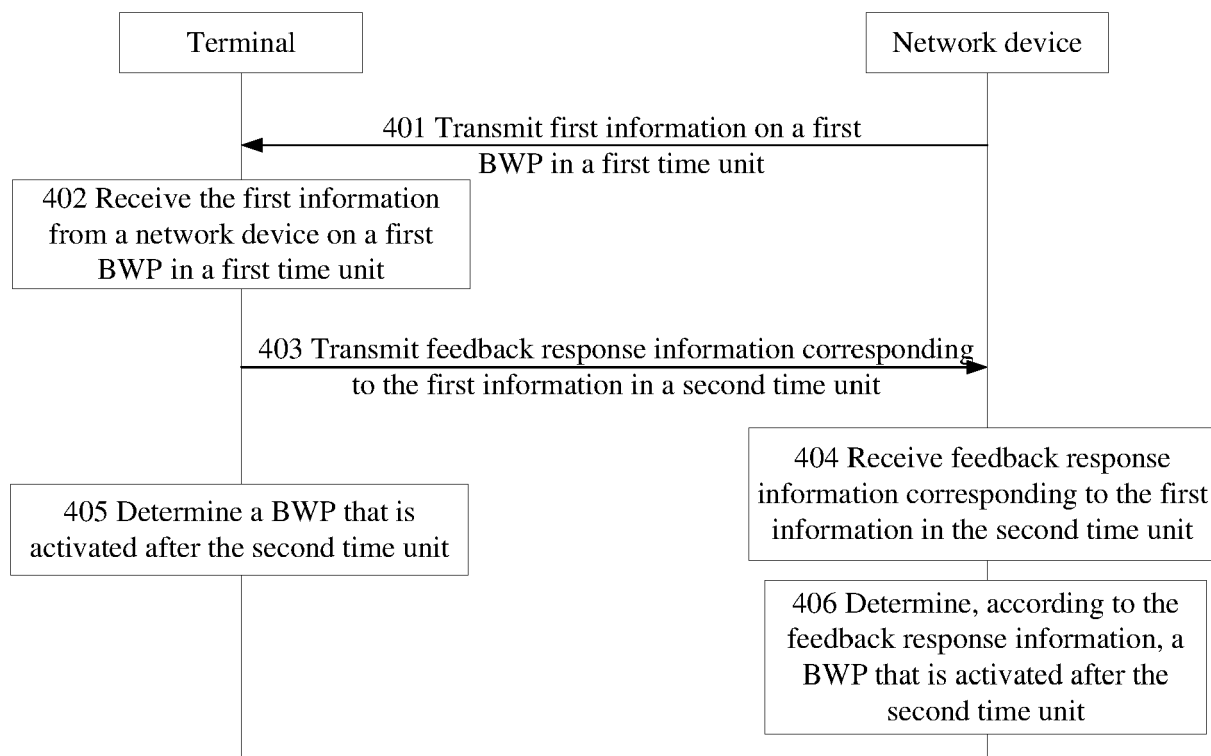 Terminal
Network device
401 Transmit first information on a first
BWP in a first time unit
402 Receive the first information
from a network device on a first
BWP in a first time unit
403 Transmit feedback response information corresponding
to the first information in a second time unit
404 Receive feedback response
information corresponding to the first
information in the second time unit
405 Determine a BWP that is
activated after the second time unit
406 Determine, according to the
feedback response information, a
BWP that is activated after the
second time unit